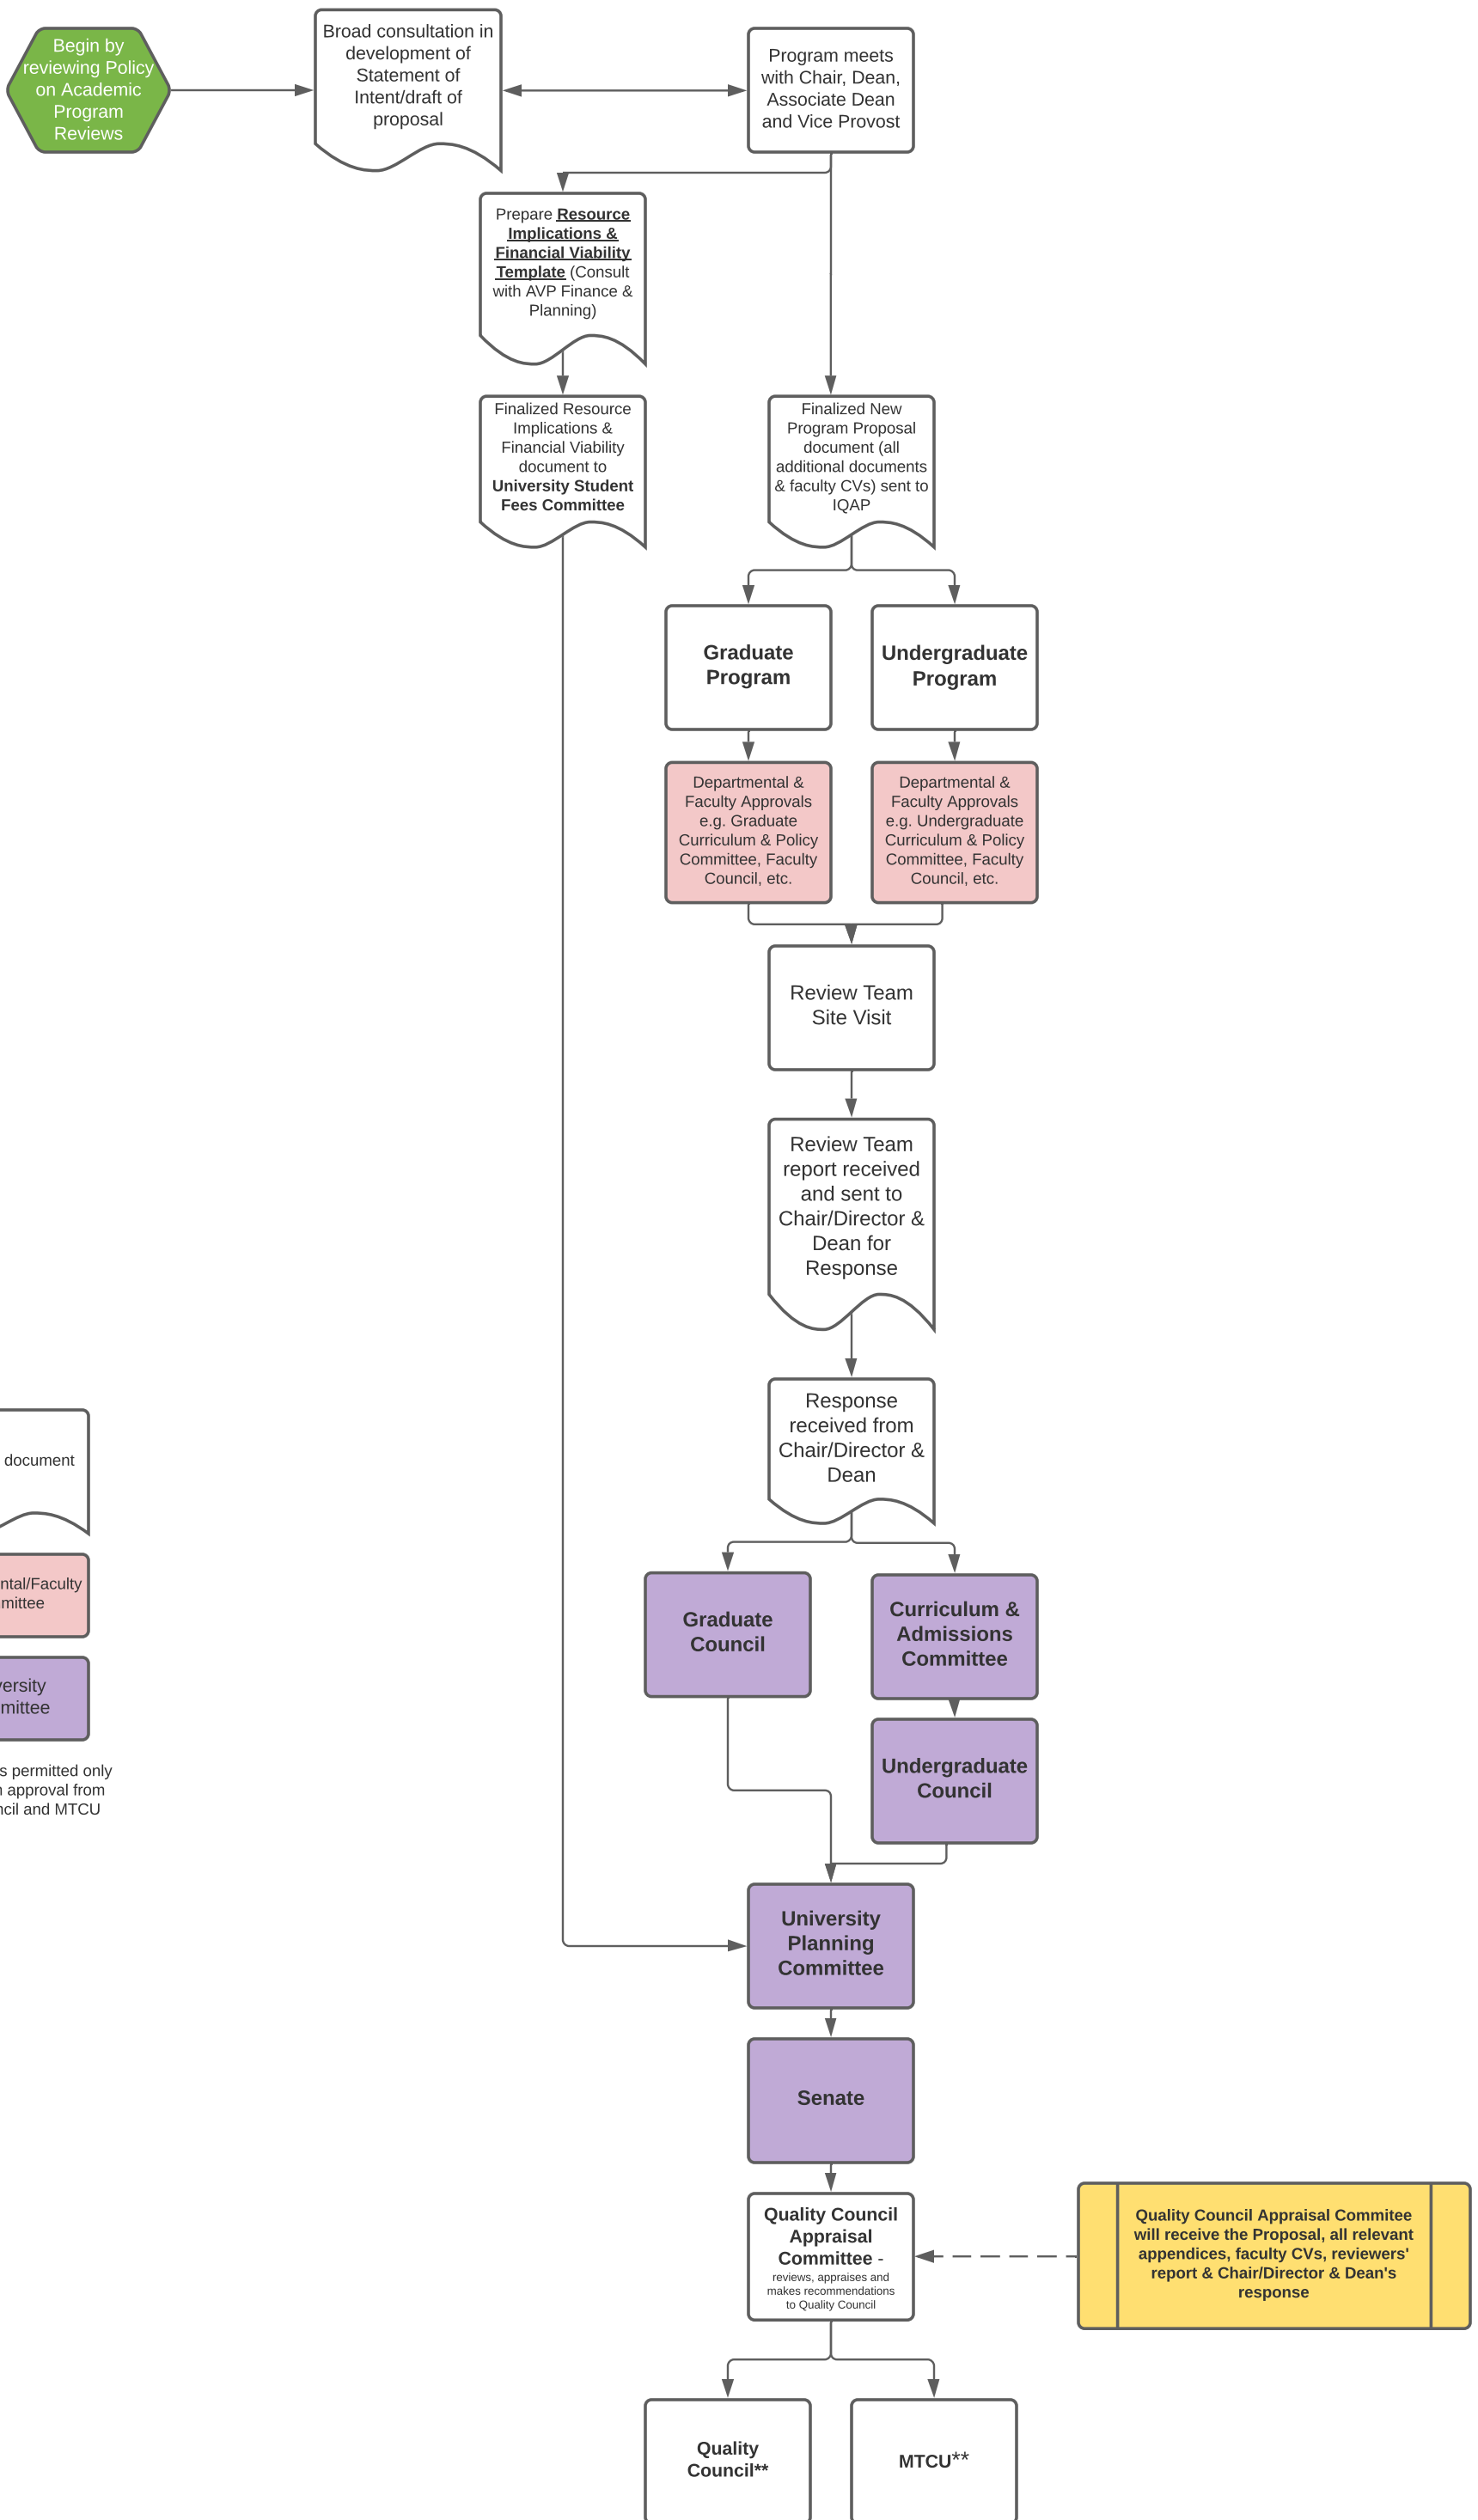 Begin by
reviewing Policy
on Academic
Program
Reviews
Broad consultation in
development of
Statement of
Intent/draft of
proposal
Program meets
with Chair, Dean,
Associate Dean
and Vice Provost
Prepare Resource
Implications &
Financial Viability
Template (Consult
with AVP Finance &
Planning)
Finalized Resource
Implications &
Financial Viability
document to
University Student
Fees Committee
Finalized New
Program Proposal
document (all
additional documents
& faculty CVs) sent to
IQAP
Graduate
Program
Undergraduate
Program
Departmental &
Faculty Approvals
e.g. Graduate
Curriculum & Policy
Committee, Faculty
Council, etc.
Departmental &
Faculty Approvals
e.g. Undergraduate
Curriculum & Policy
Committee, Faculty
Council, etc.
Review Team
Site Visit
Review Team
report received
and sent to
Chair/Director &
Dean for
Response
Response
received from
Chair/Director &
Dean
document
/Faculty
permitted only
approval from
and MTCU
Graduate
Council
Curriculum &
Admissions
Committee
Undergraduate
Council
University
Planning
Committee
Senate
Quality Council
Appraisal
Committee -
reviews, appraises and
makes recommendations
to Quality Council
Quality Council Appraisal Commitee
will receive the Proposal, all relevant
appendices, faculty CVs, reviewers'
report & Chair/Director & Dean's
response
Quality
Council**
MTCU**